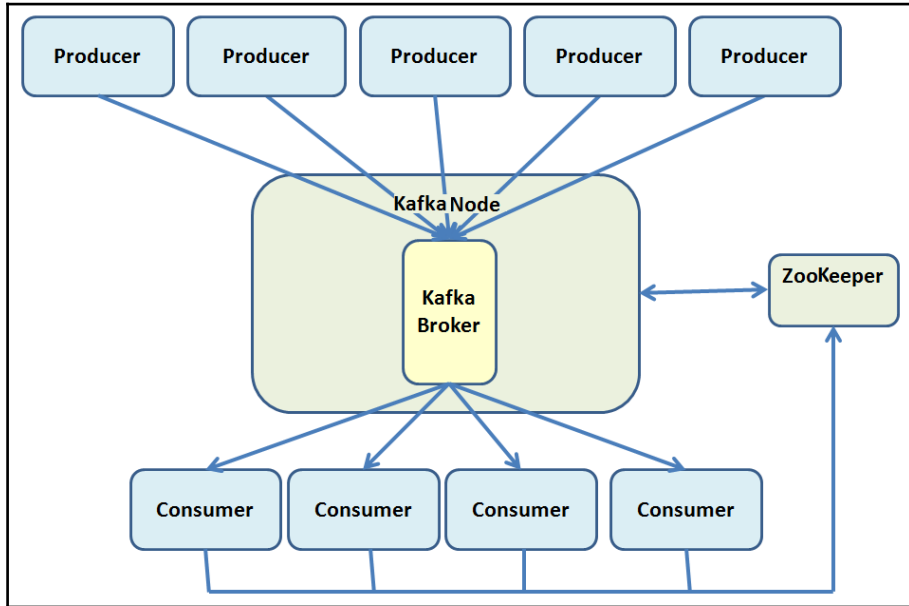 Producer
Producer
Producer
Producer
Producer
Kafka Node
Kafka
Broker
ZooKeeper
Consumer
Consumer
Consumer
Consumer